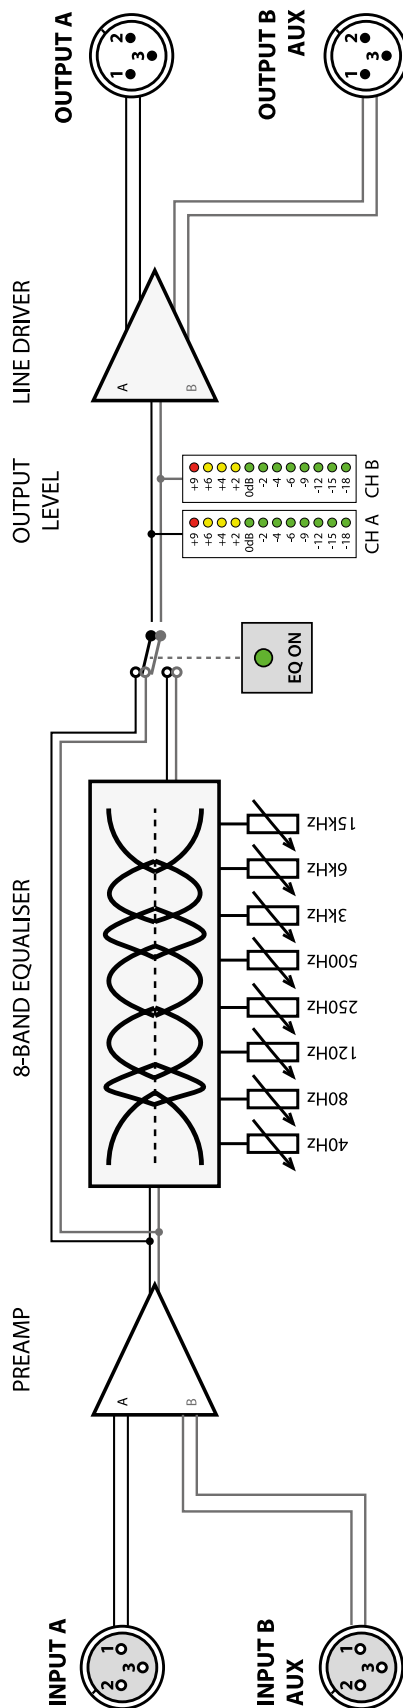 INPUT A
2
1
3
INPUT B
AUX
2
1
3
PREAMP
A
B
8-BAND EQUALISER
40Hz
80Hz
120Hz
250Hz
500Hz
3kHz
6kHz
15kHz
EQ ON
OUTPUT
LEVEL
+9
+6
+4
+2
0dB
-2
-4
-6
-9
-12
-15
-18
CH A
+9
+6
+4
+2
0dB
-2
-4
-6
-9
-12
-15
-18
CH B
LINE DRIVER
A
B
OUTPUT A
1
2
3
OUTPUT B
AUX
1
2
3